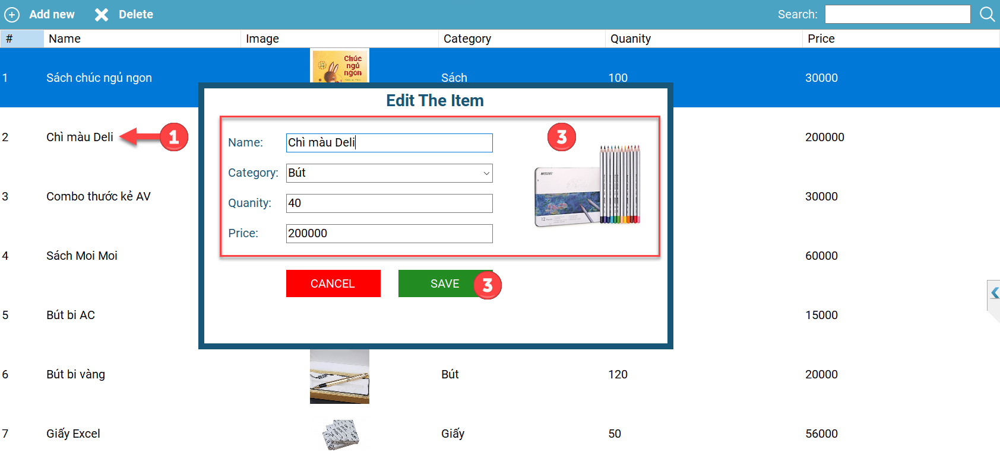 Add new Delete Search:
# Name Image Category Quanity Price
Chúc
ngủ
ngon
1 Sách chúc ngủ ngon Sách 100 30000
Edit The Item
2 Chì màu Deli 1 200000
3
Name: Chì màu Deli
Category: Bút
3 Combo thước kẻ AV 30000
Quanity: 40
12
Price: 200000
4 Sách Moi Moi 60000
CANCEL SAVE 3
5 Bút bi AC 15000
6 Bút bi vàng Bút 120 20000
7 Giấy Excel Giấy 50 56000